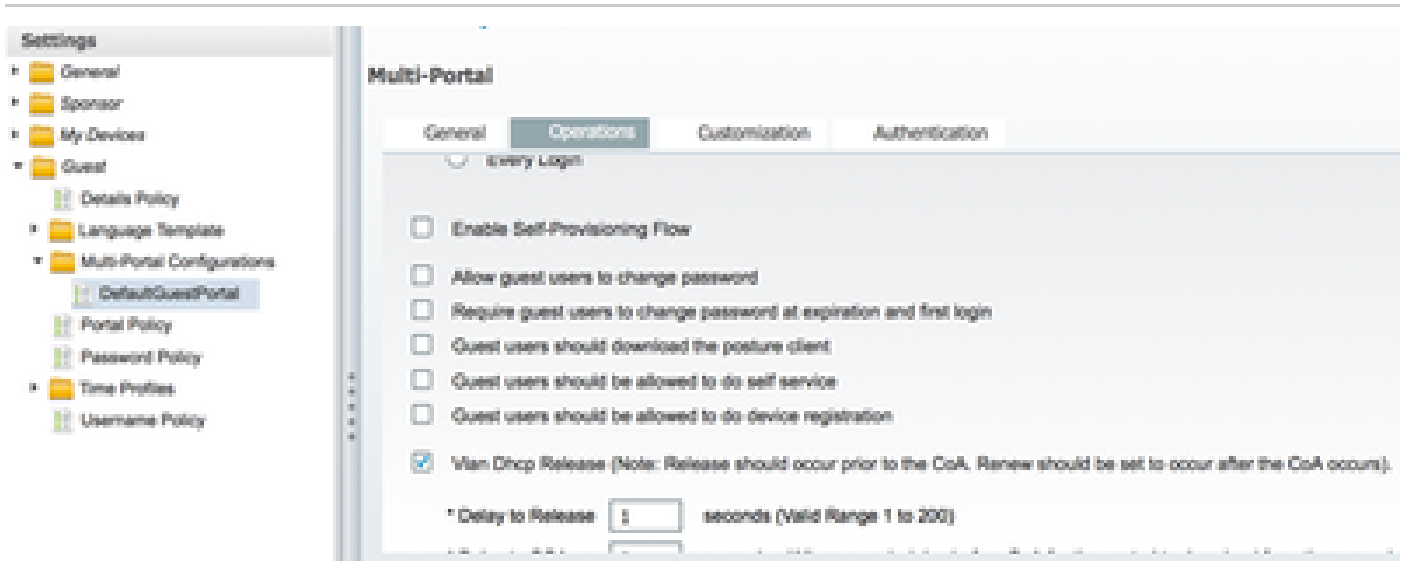 Settings
General
Sponsor
My Devices
Guest
Details Policy
Language Template
Multi-Portal Configurations
DefaultGuestPortal
Portal Policy
Password Policy
Time Profiles
Username Policy
Multi-Portal
General Operations Customization Authentication
Every Login
Enable Self-Provisioning Flow
Allow guest users to change password
Require guest users to change password at expiration and first login
Guest users should download the posture client
Guest users should be allowed to do self service
Guest users should be allowed to do device registration
Vlan Dhcp Release (Note: Release should occur prior to the CoA. Renew should be set to occur after the CoA occurs).
* Delay to Release 1 seconds (Valid Range 1 to 200)